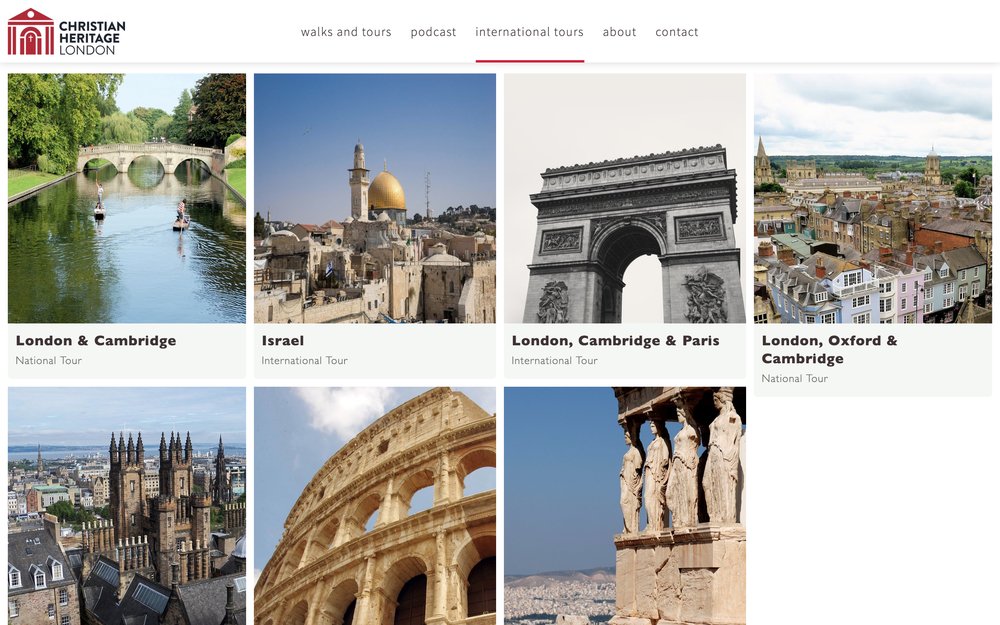 CHRISTIAN
HERITAGE
LONDON
walks and tours podcast international tours about contact
London & Cambridge
National Tour
Israel
International Tour
London, Cambridge & Paris
International Tour
London, Oxford &
Cambridge
National Tour